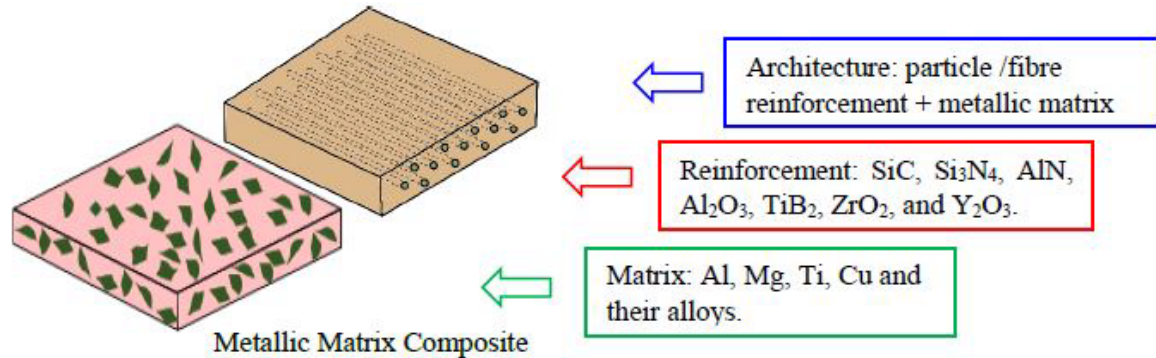 Architecture: particle /fibre
reinforcement + metallic matrix
Reinforcement: SiC, Si₃N₄, AlN,
Al₂O₃, TiB₂, ZrO₂, and Y₂O₃.
Matrix: Al, Mg, Ti, Cu and
their alloys.
Metallic Matrix Composite